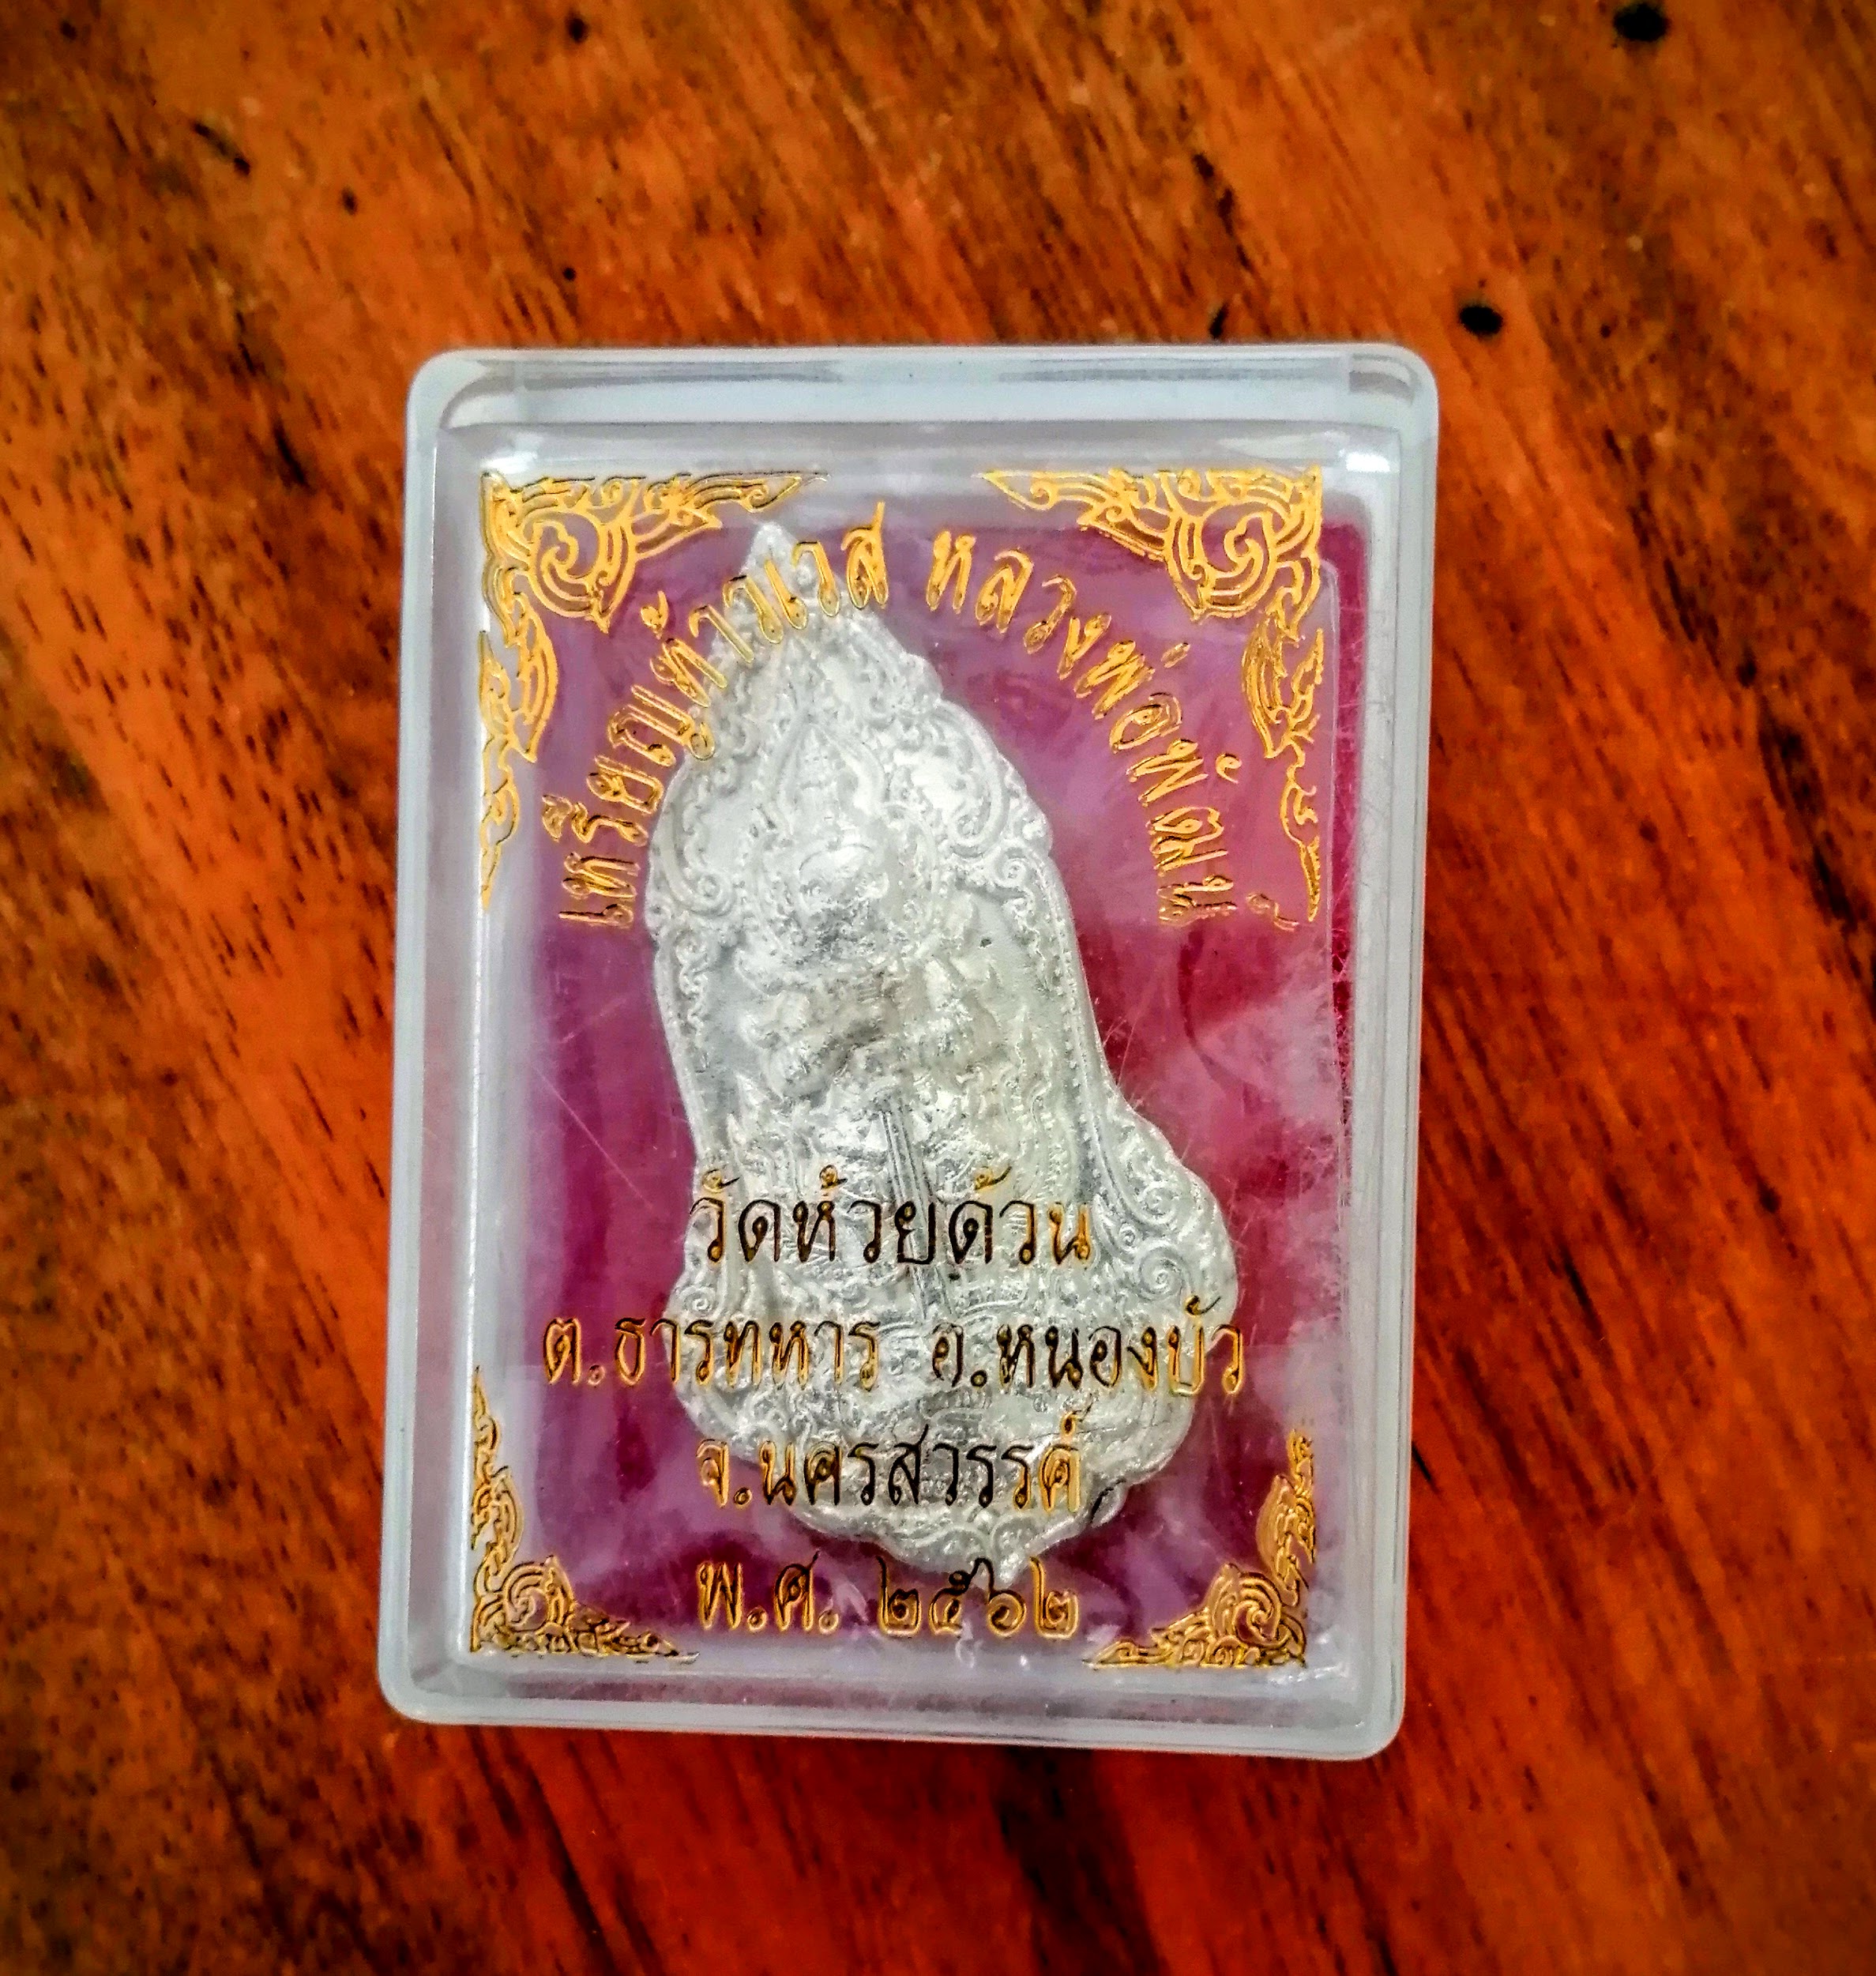 เหรียญท้าวเวส หลวงพ่อพัฒน์
วัดห้วยด้วน
ต.ธารทหาร อ.หนองบัว
จ.นครสวรรค์
พ.ศ. ๒๕๖๒